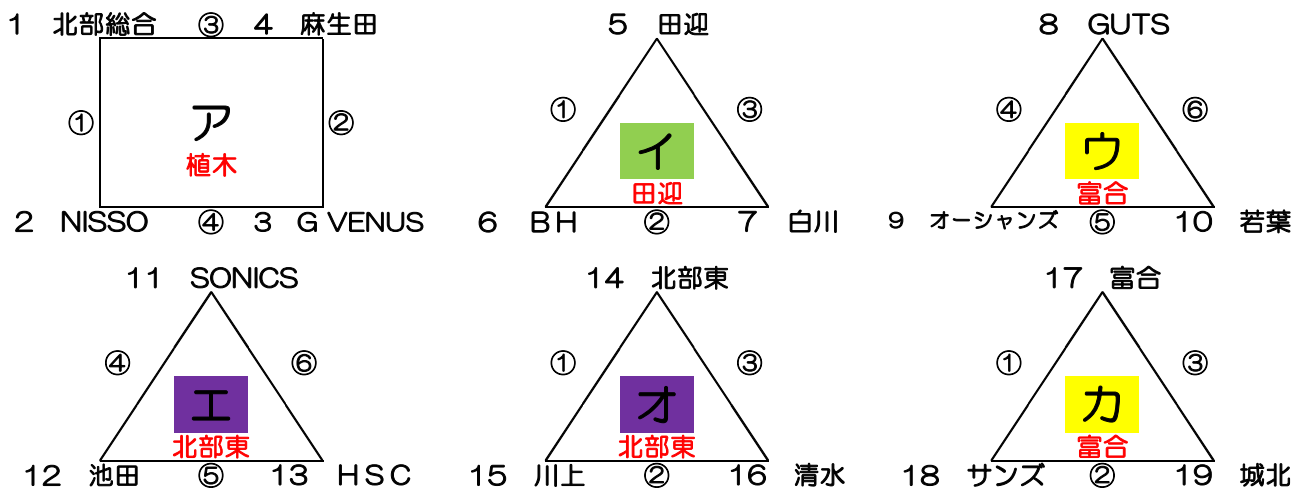 1 北部総合 ③ 4 麻生田
① ア ②
植木
2 NISSO ④ 3 G VENUS
5 田迎
① ③
イ
田迎
6 BH ② 7 白川
8 GUTS
④ ⑥
ウ
富合
9 オーシャンズ ⑤ 10 若葉
11 SONICS
④ ⑥
エ
北部東
12 池田 ⑤ 13 HSC
14 北部東
① ③
オ
北部東
15 川上 ② 16 清水
17 富合
① ③
カ
富合
18 サンズ ② 19 城北